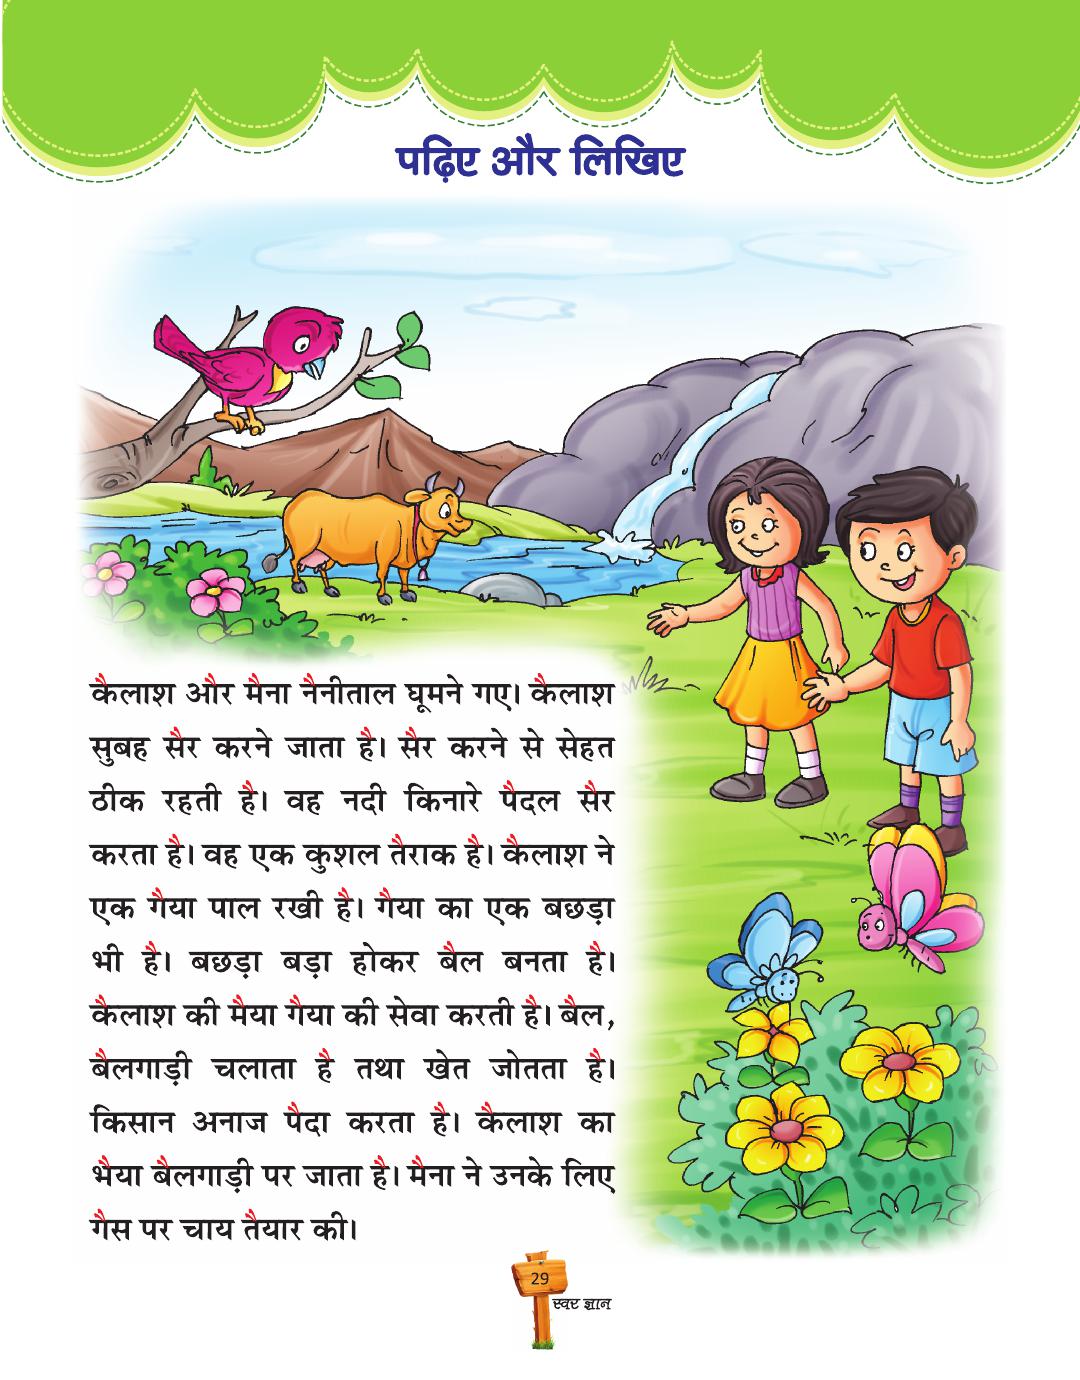 पढ़िए और लिखिए
कैलाश और मैना नैनीताल घूमने गए। कैलाश
सुबह सैर करने जाता है। सैर करने से सेहत
ठीक रहती है। वह नदी किनारे पैदल सैर
करता है। वह एक कुशल तैराक है। कैलाश ने
एक गैया पाल रखी है। गैया का एक बछड़ा
भी है। बछड़ा बड़ा होकर बैल बनता है।
कैलाश की मैया गैया की सेवा करती है। बैल,
बैलगाड़ी चलाता है तथा खेत जोतता है।
किसान अनाज पैदा करता है। कैलाश का
भैया बैलगाड़ी पर जाता है। मैना ने उनके लिए
गैस पर चाय तैयार की।
29
स्वर ज्ञान